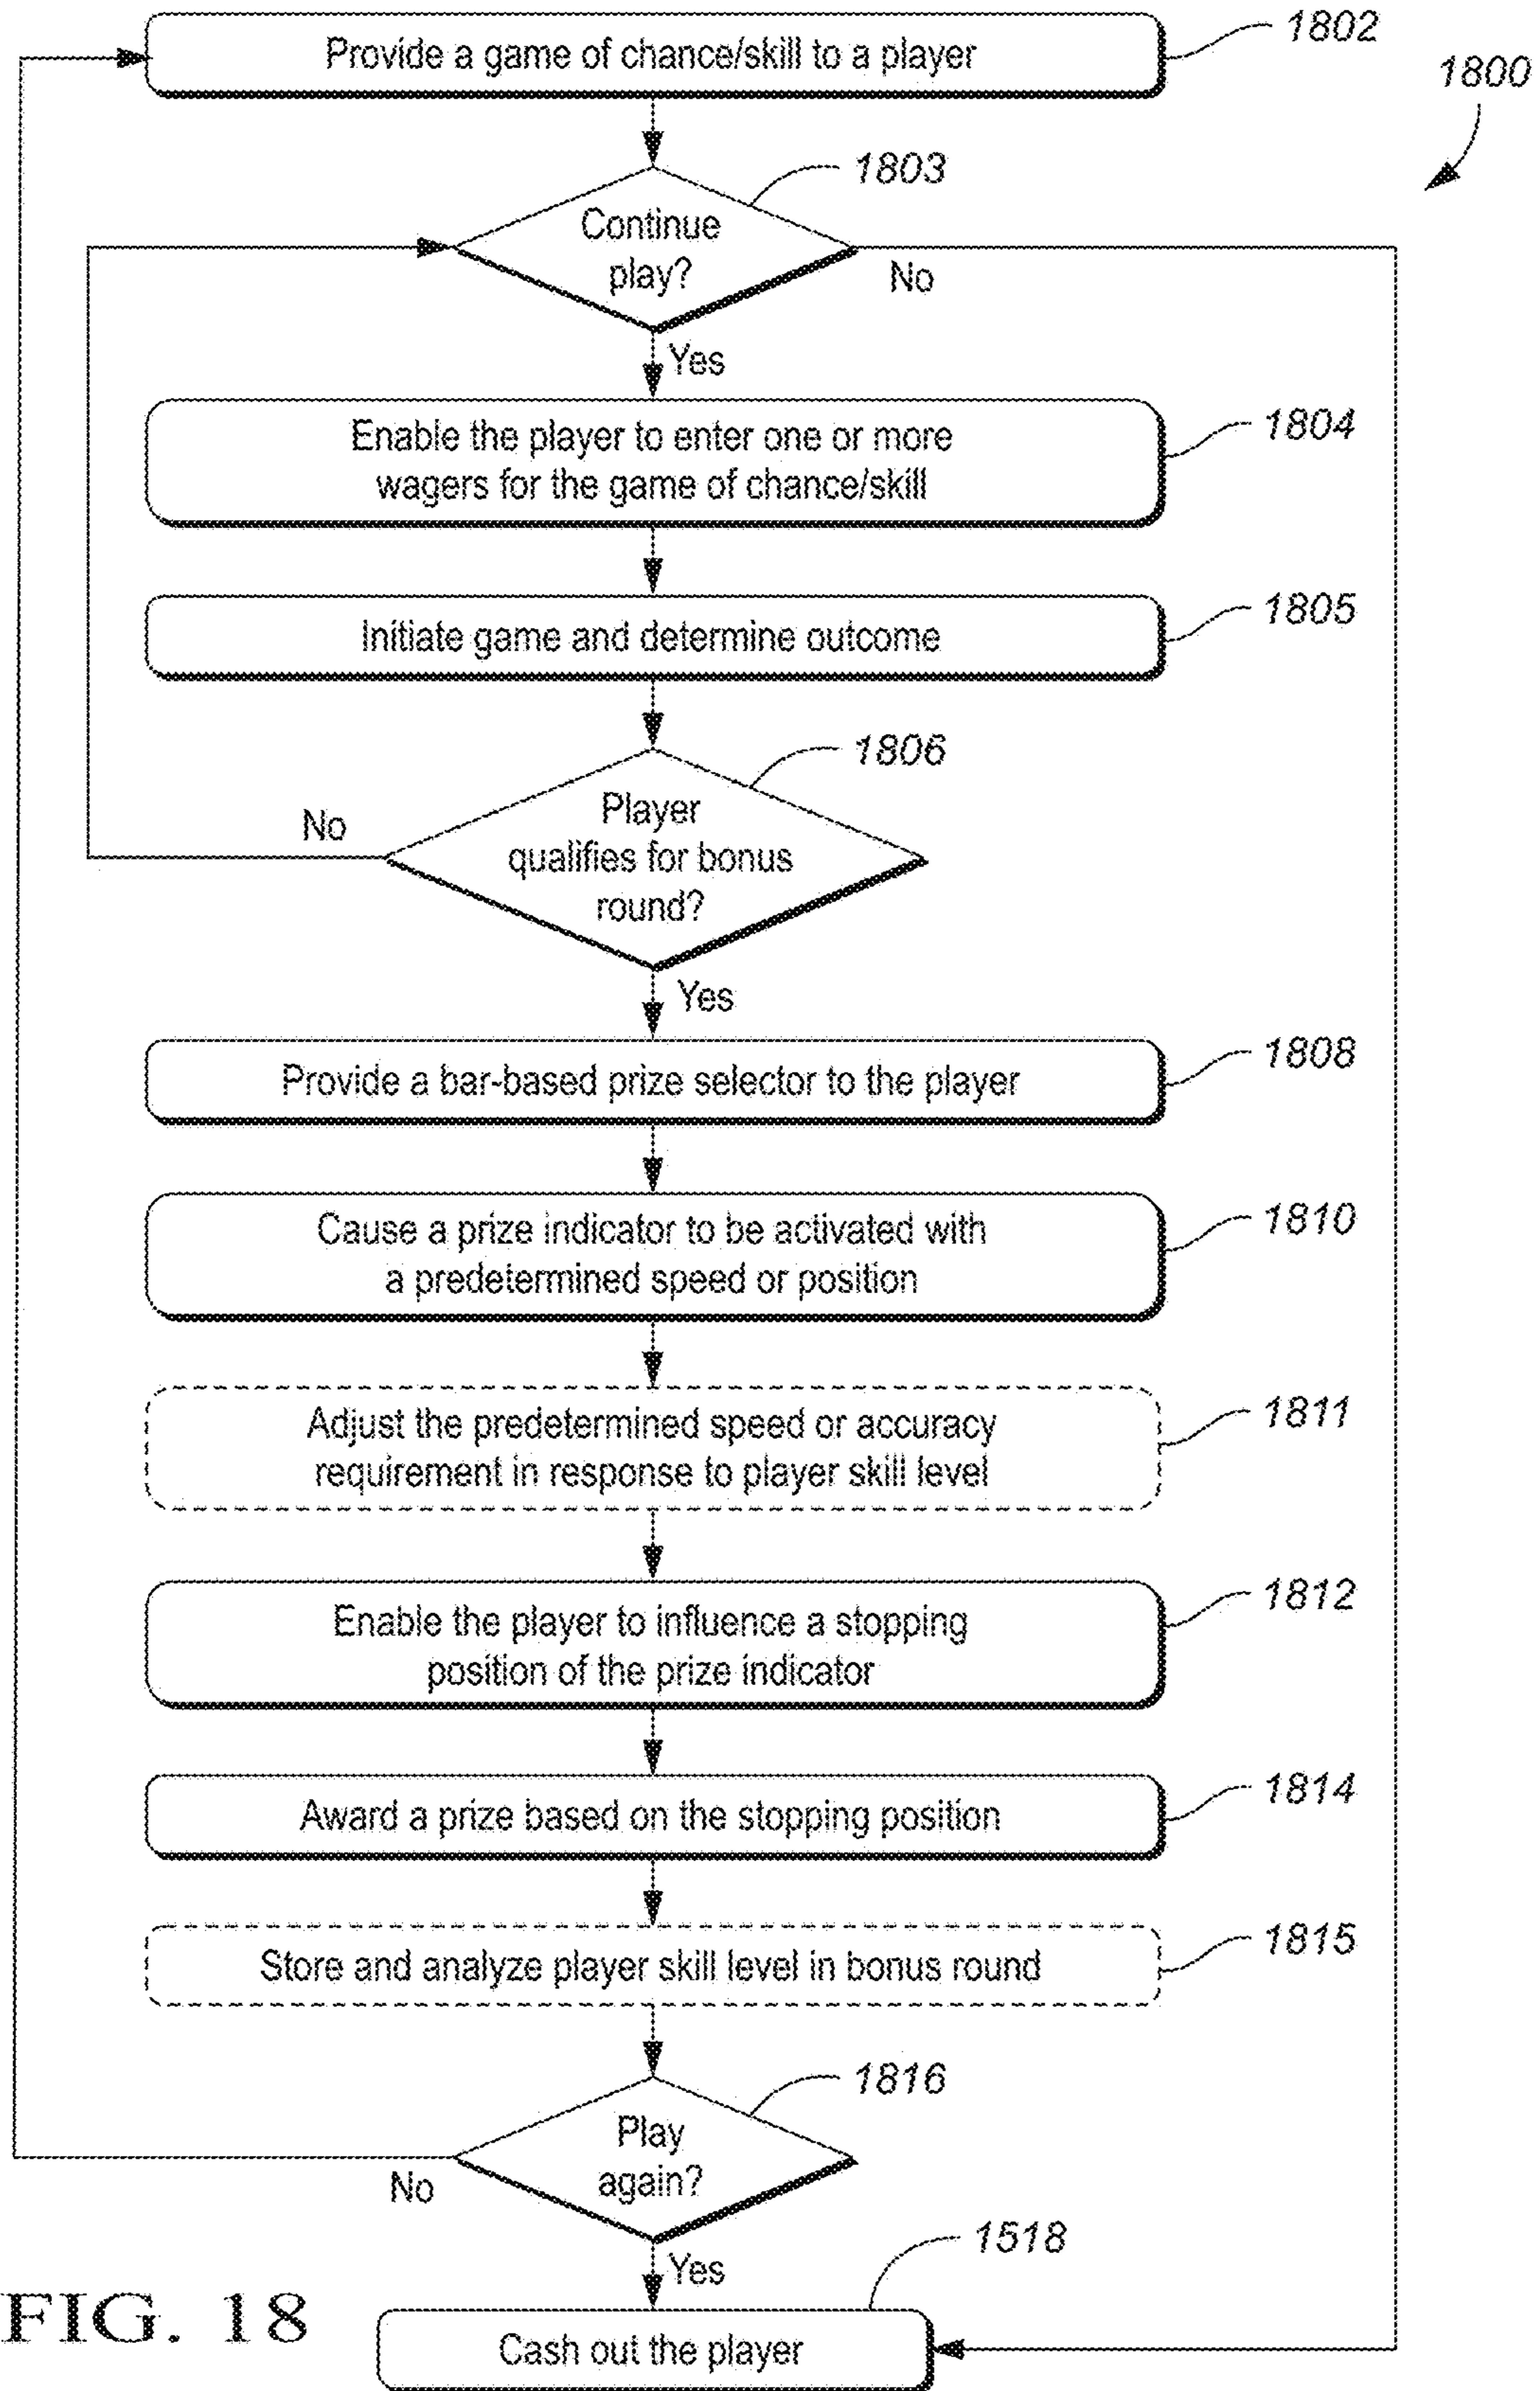 Provide a game of chance/skill to a player
1802
1800
1803
Continue
play?
No
Yes
Enable the player to enter one or more
wagers for the game of chance/skill
1804
Initiate game and determine outcome
1805
1806
Player
qualifies for bonus
round?
No
Yes
Provide a bar-based prize selector to the player
1808
Cause a prize indicator to be activated with
a predetermined speed or position
1810
Adjust the predetermined speed or accuracy
requirement in response to player skill level
1811
Enable the player to influence a stopping
position of the prize indicator
1812
Award a prize based on the stopping position
1814
Store and analyze player skill level in bonus round
1815
1816
Play
again?
No
Yes
1518
Cash out the player
FIG. 18